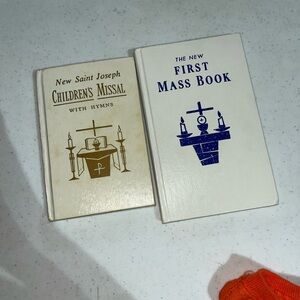 New Saint Joseph
CHILDREN'S MISSAL
WITH HYMNS
THE NEW
FIRST
MASS BOOK